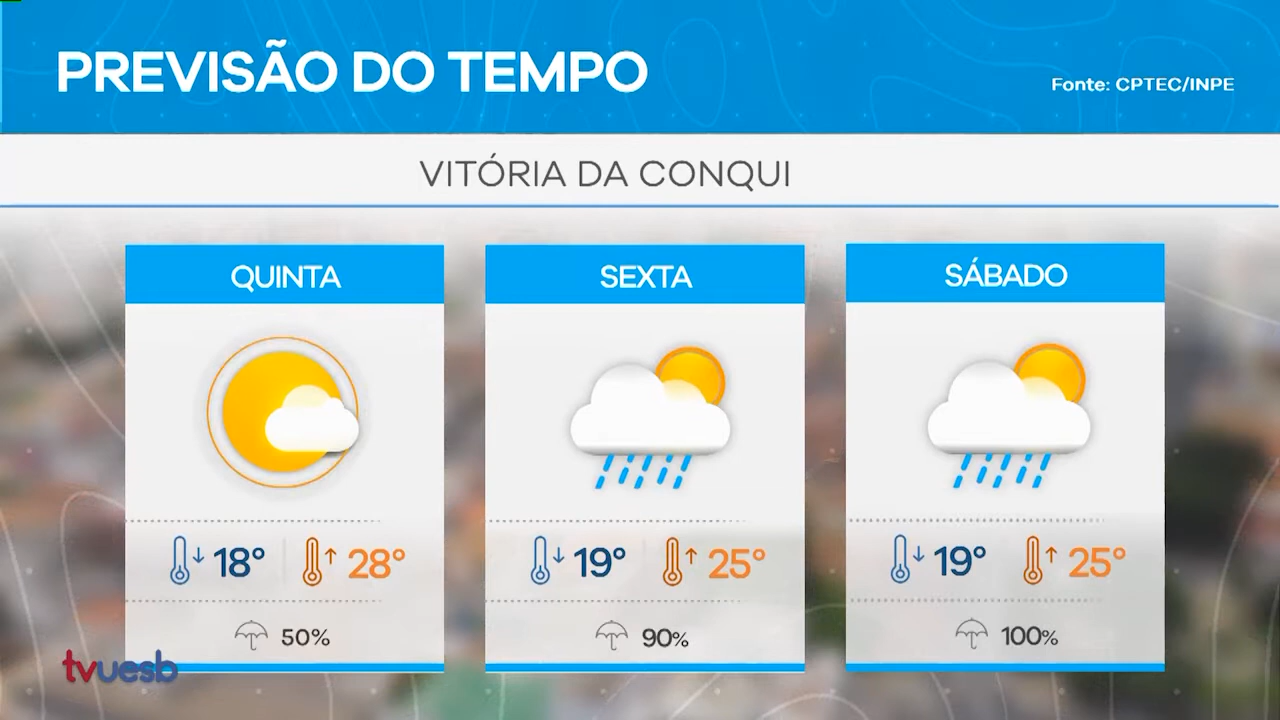 PREVISÃO DO TEMPO
Fonte: CPTEC/INPE
VITÓRIA DA CONQUI
QUINTA
18° 28°
50%
SEXTA
19° 25°
90%
SÁBADO
19° 25°
100%
tvuesb